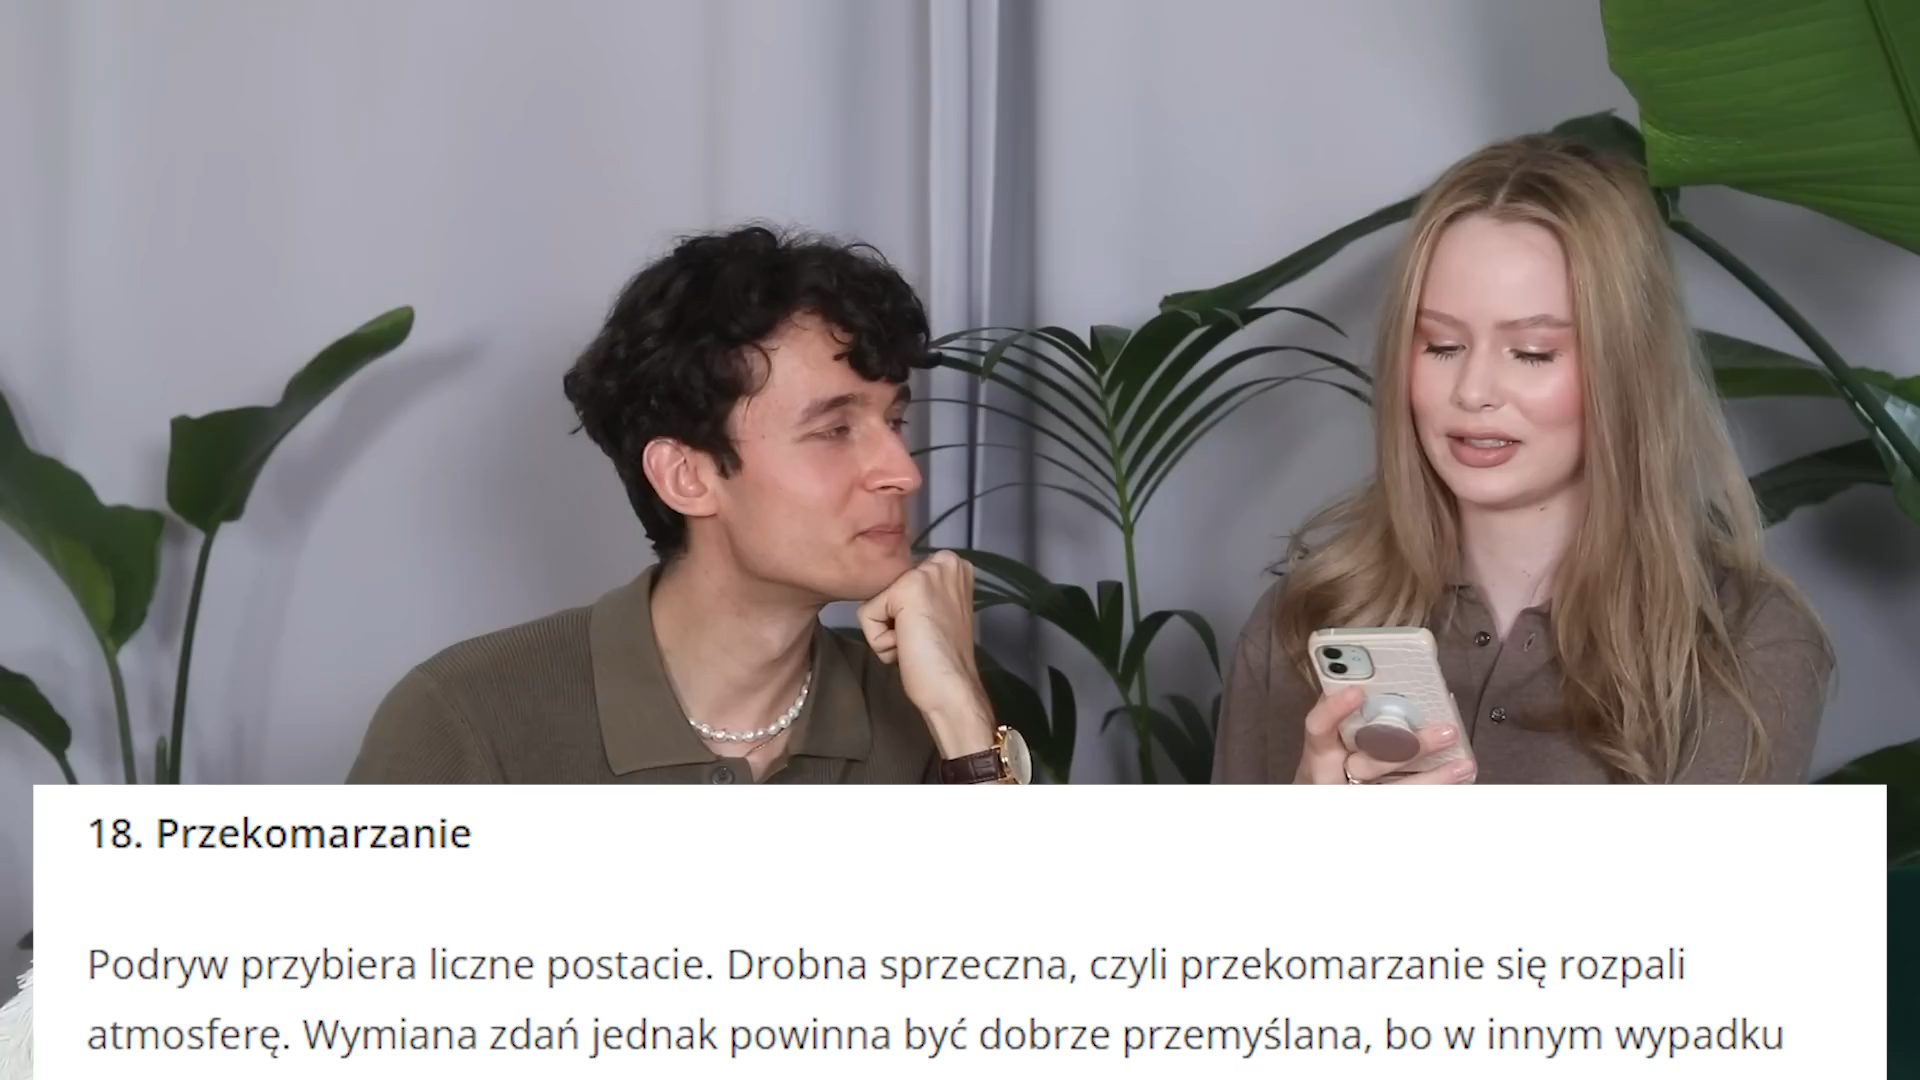 18. Przekomarzanie
Podryw przybiera liczne postacie. Drobna sprzeczna, czyli przekomarzanie się rozpali
atmosferę. Wymiana zdań jednak powinna być dobrze przemyślana, bo w innym wypadku